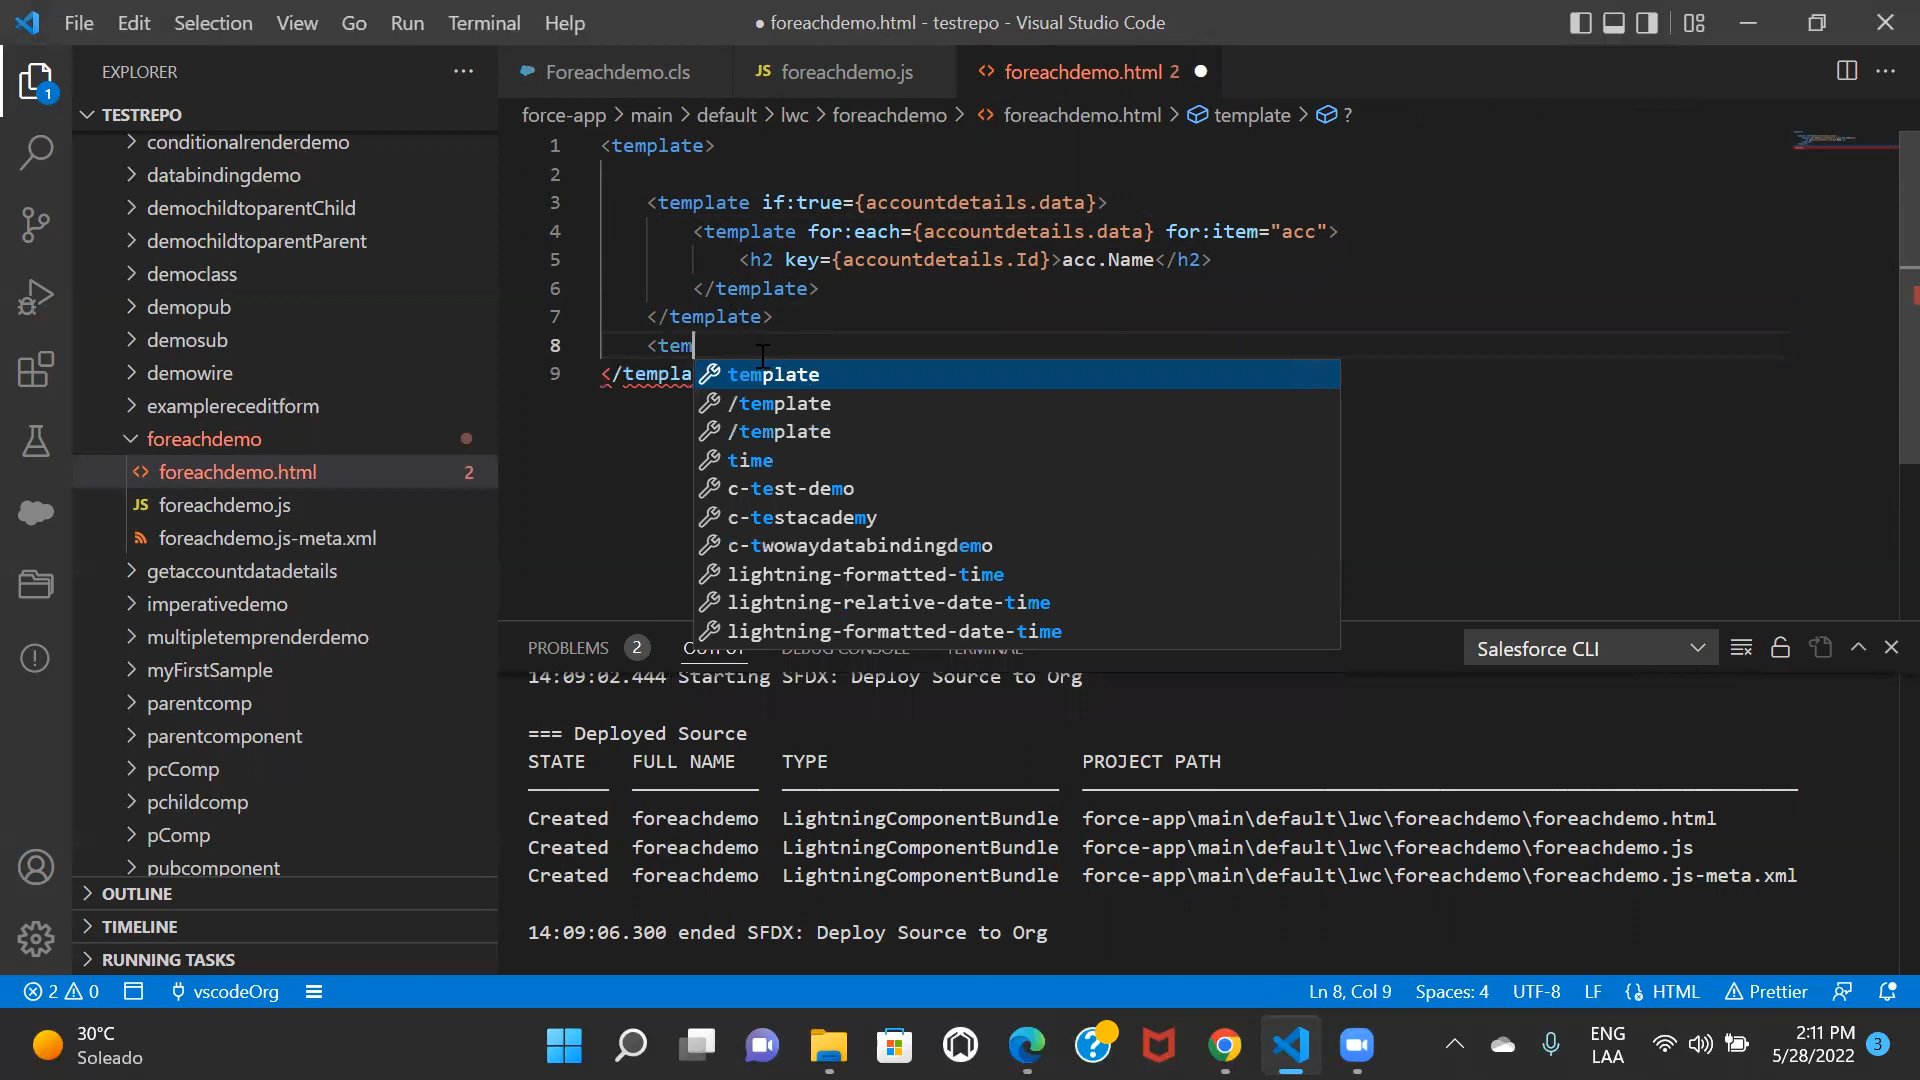 File Edit Selection View Go Run Terminal Help
● foreachdemo.html - testrepo - Visual Studio Code
EXPLORER
TESTREPO
conditionalrenderdemo
databindingdemo
demochildtoparentChild
demochildtoparentParent
democlass
demopub
demosub
demowire
examplereceditform
foreachdemo
foreachdemo.html 2
foreachdemo.js
foreachdemo.js-meta.xml
getaccountdatadetails
imperativedemo
multipletemprenderdemo
myFirstSample
parentcomp
parentcomponent
pcComp
pchildcomp
pComp
pubcomponent
OUTLINE
TIMELINE
RUNNING TASKS
1
Foreachdemo.cls
JS foreachdemo.js
foreachdemo.html 2
force-app > main > default > lwc > foreachdemo > foreachdemo.html > template > ?
1 <template>
2
3 <template if:true={accountdetails.data}>
4 <template for:each={accountdetails.data} for:item="acc">
5 <h2 key={accountdetails.Id}>acc.Name</h2>
6 </template>
7 </template>
8 <tem
9 </templa
template
/template
/template
time
c-test-demo
c-testacademy
c-twowaydatabindingdemo
lightning-formatted-time
lightning-relative-date-time
lightning-formatted-date-time
PROBLEMS 2 OUTPUT DEBUG CONSOLE TERMINAL
Salesforce CLI
14:09:02.444 Starting SFDX: Deploy Source to Org
=== Deployed Source
STATE FULL NAME TYPE PROJECT PATH
Created foreachdemo LightningComponentBundle force-app\main\default\lwc\foreachdemo\foreachdemo.html
Created foreachdemo LightningComponentBundle force-app\main\default\lwc\foreachdemo\foreachdemo.js
Created foreachdemo LightningComponentBundle force-app\main\default\lwc\foreachdemo\foreachdemo.js-meta.xml
14:09:06.300 ended SFDX: Deploy Source to Org
2 0 vscodeOrg
Ln 8, Col 9 Spaces: 4 UTF-8 LF HTML Prettier
30°C
Soleado
ENG
LAA
2:11 PM
5/28/2022
3